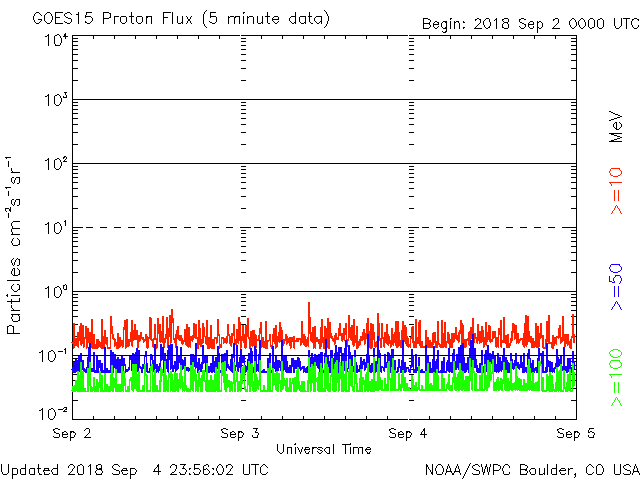 GOES15 Proton Flux (5 minute data)
Begin: 2018 Sep 2 0000 UTC
10⁴
10³
10²
10¹
10⁰
10⁻¹
10⁻²
Particles cm⁻²s⁻¹sr⁻¹
MeV
>=10
>=50
>=100
Sep 2 Sep 3 Sep 4 Sep 5
Universal Time
Updated 2018 Sep 4 23:56:02 UTC
NOAA/SWPC Boulder, CO USA